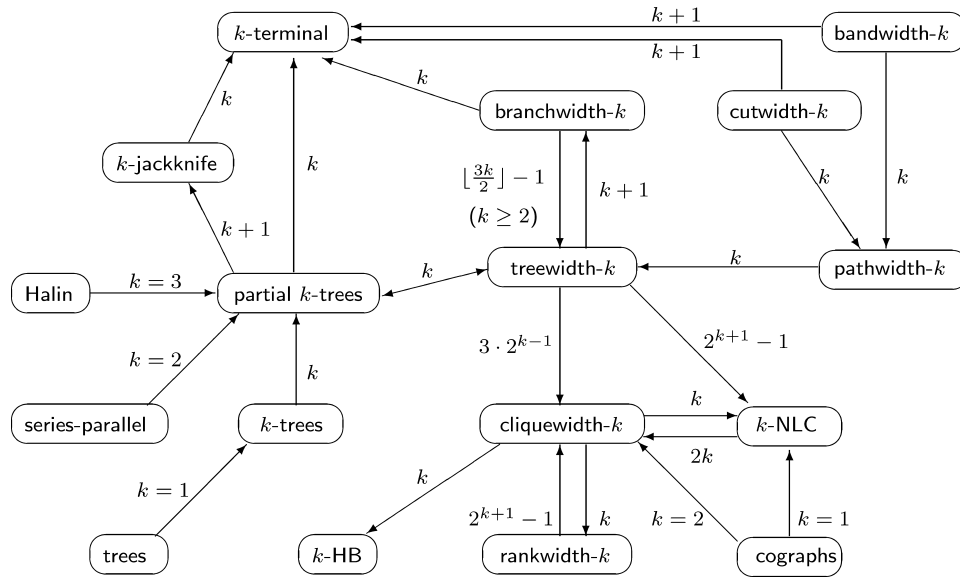 k + 1
k-terminal
bandwidth-k
k + 1
k
k
branchwidth-k
cutwidth-k
k-jackknife
k
⌊3k/2⌋ − 1
k
k
k + 1
(k ≥ 2)
k + 1
treewidth-k
k
pathwidth-k
k
Halin
k = 3
partial k-trees
3 · 2^{k−1}
2^{k+1} − 1
k = 2
k
k
series-parallel
k-trees
cliquewidth-k
k-NLC
2k
k
k = 1
2^{k+1} − 1
k
k = 2
k = 1
trees
k-HB
rankwidth-k
cographs